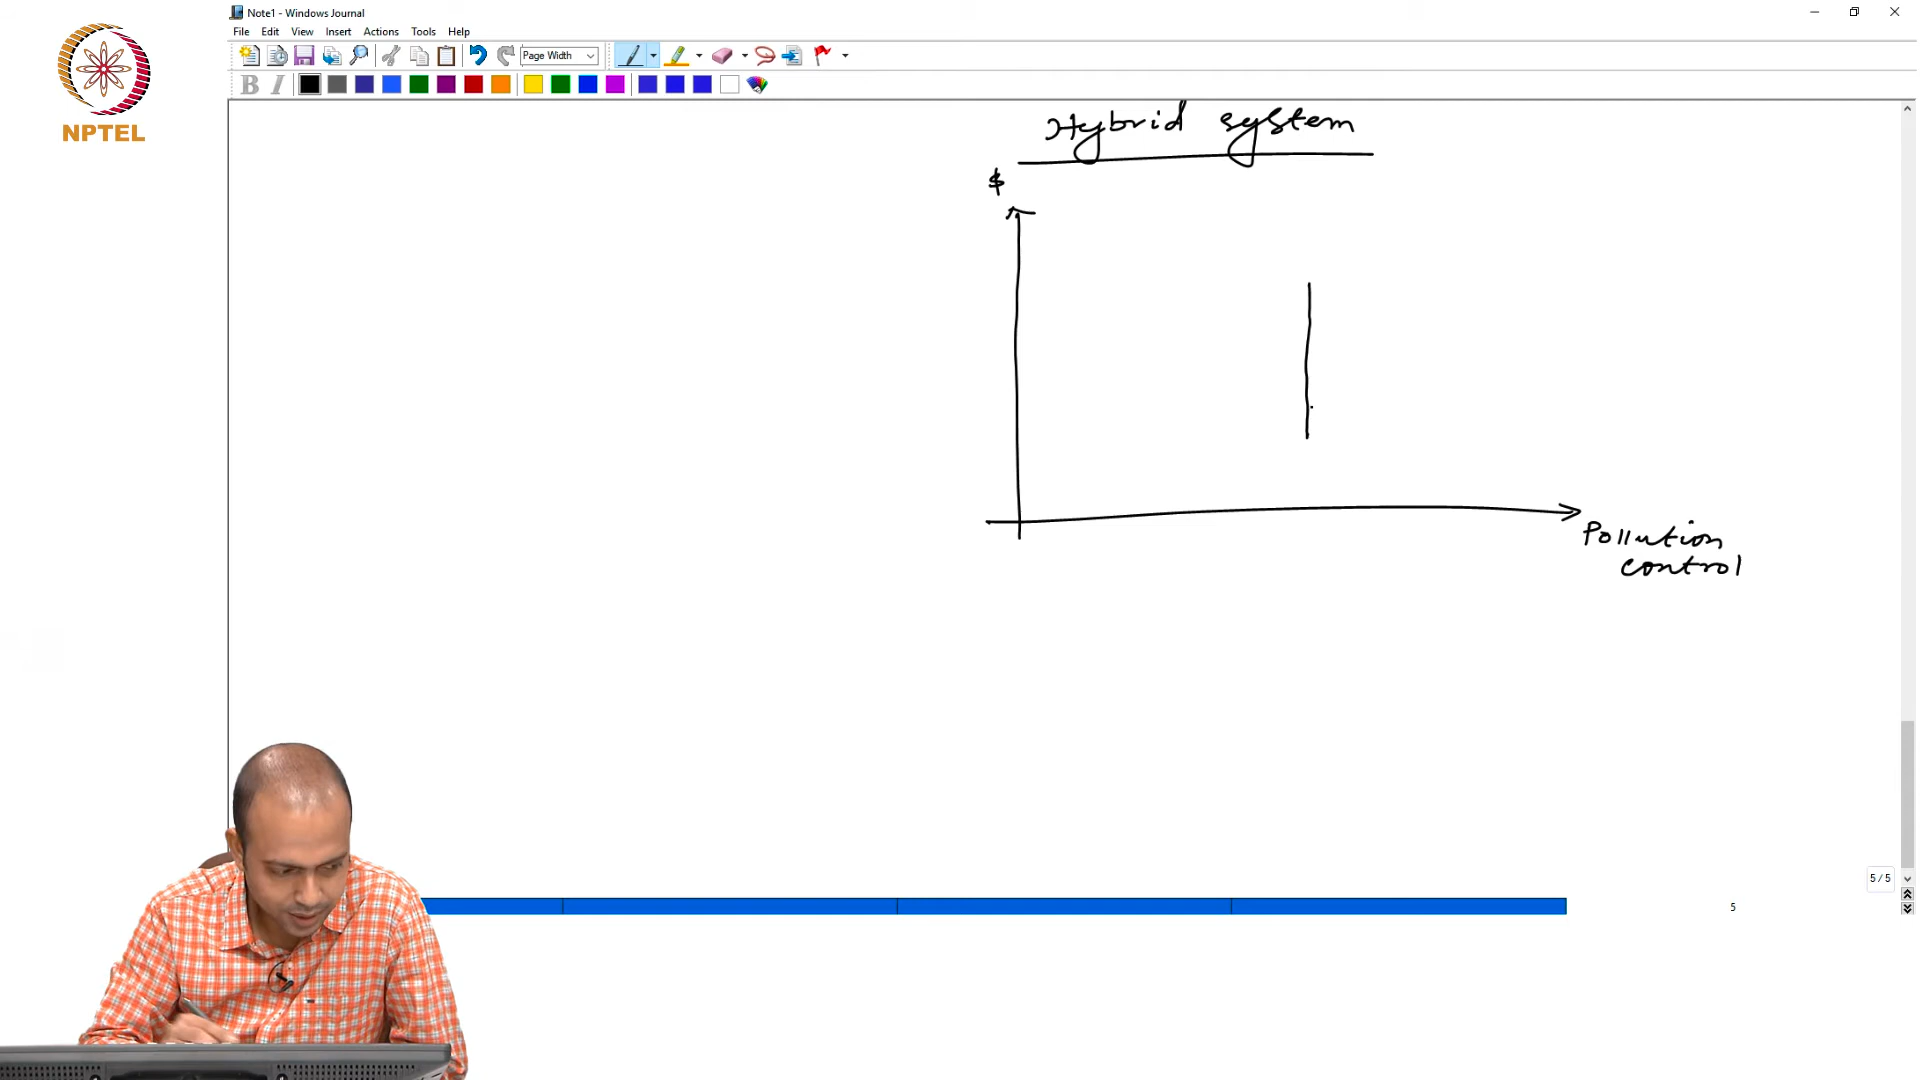 Note1 - Windows Journal
File Edit View Insert Actions Tools Help
Page Width
B I
NPTEL
Hybrid system
$
Pollution
control
5 / 5
5